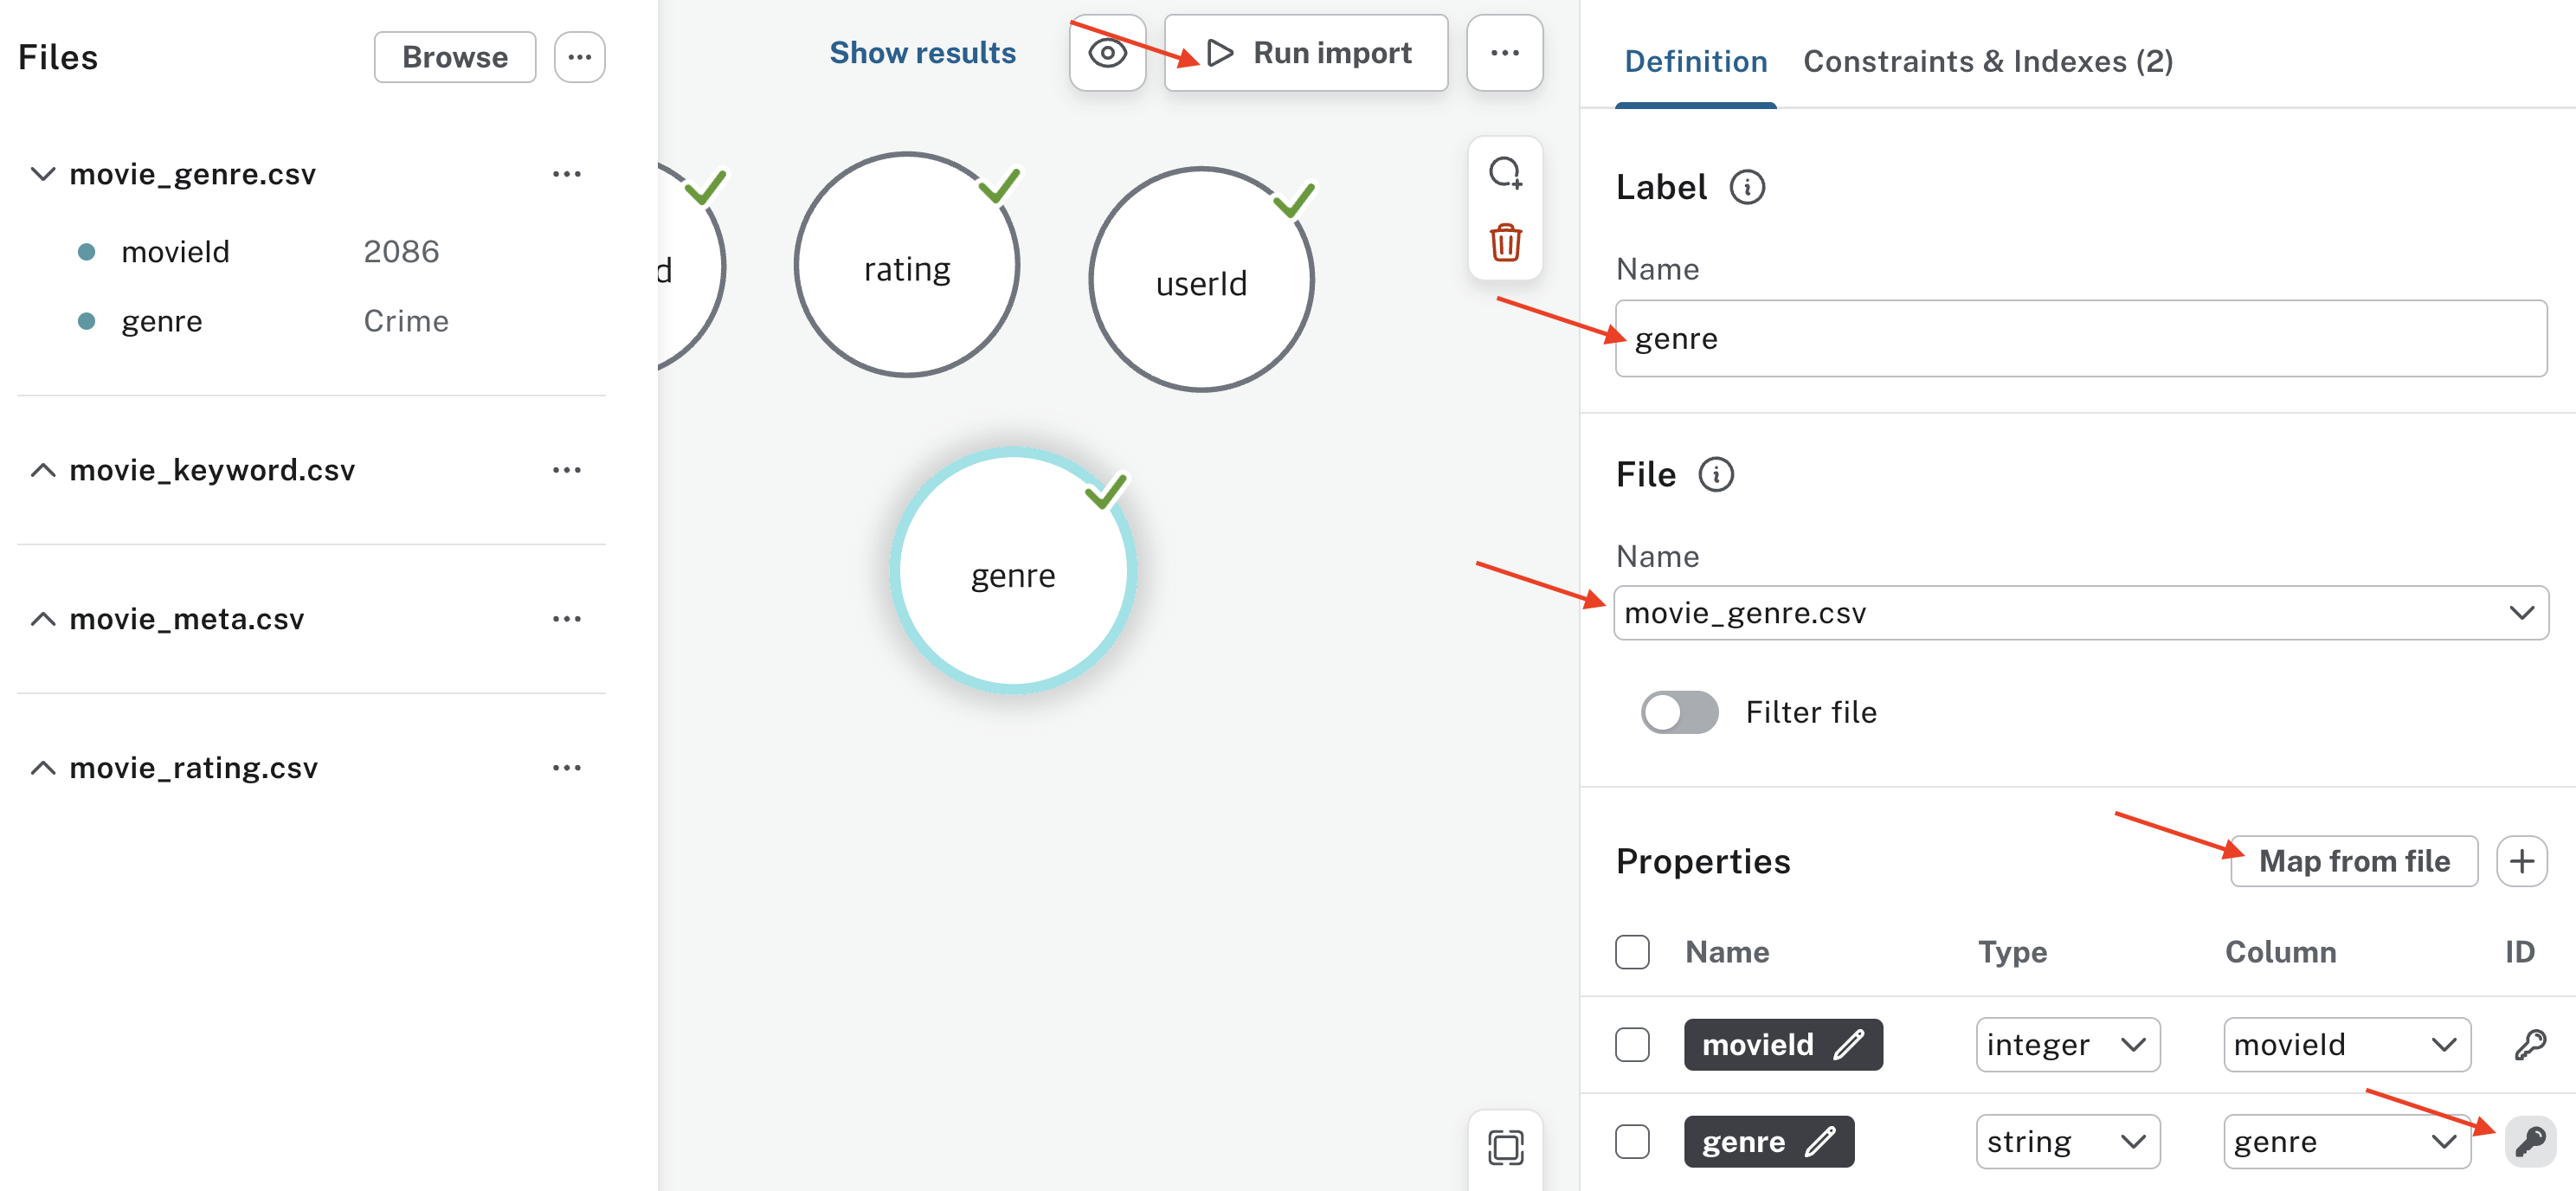 Files
Browse
movie_genre.csv
movieId 2086
genre Crime
movie_keyword.csv
movie_meta.csv
movie_rating.csv
Show results
Run import
d
rating
userId
genre
Definition
Constraints & Indexes (2)
Label
Name
genre
File
Name
movie_genre.csv
Filter file
Properties
Map from file
Name Type Column ID
movieId integer movieId
genre string genre